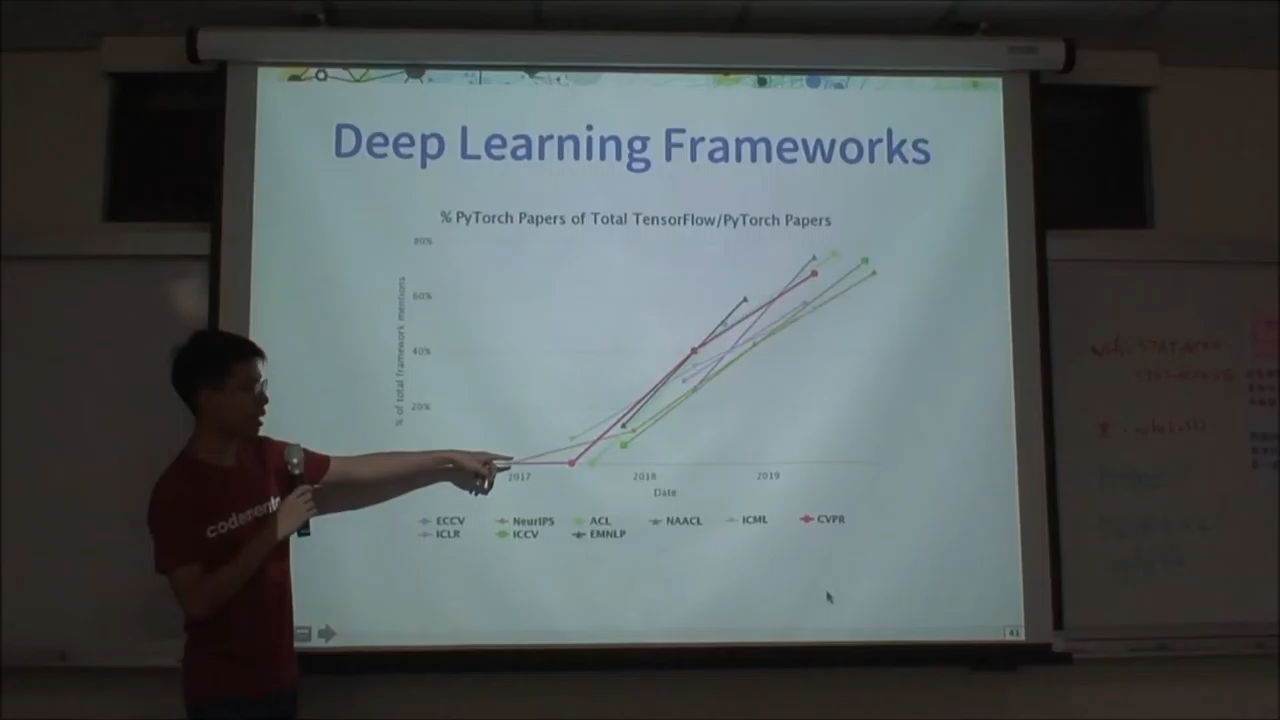 Deep Learning Frameworks
% PyTorch Papers of Total TensorFlow/PyTorch Papers
80%
60%
40%
20%
% of total framework mentions
2017
2018
2019
Date
ECCV NeurIPS ACL NAACL ICML CVPR
ICLR ICCV EMNLP
41